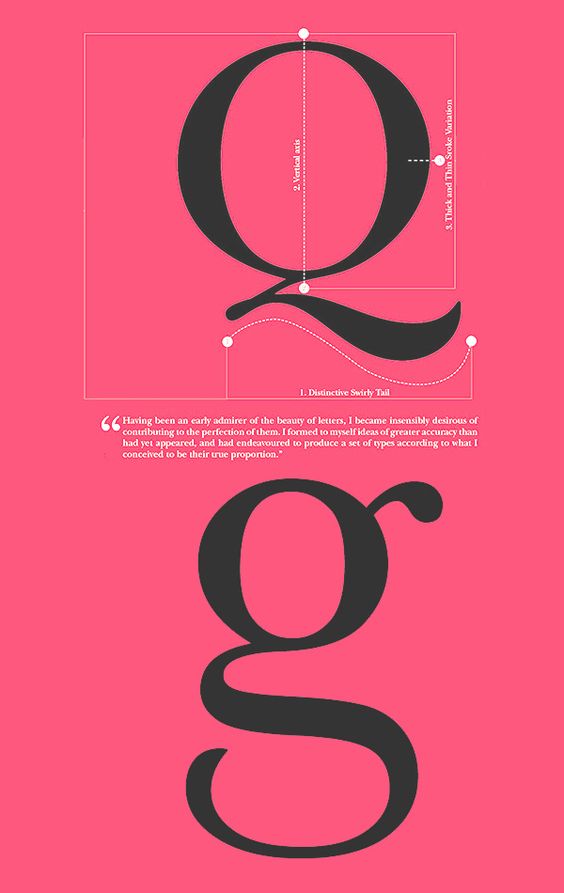 Q
2. Vertical axis
3. Thick and Thin Sroke Variation
1. Distinctive Swirly Tail
“ Having been an early admirer of the beauty of letters, I became insensibly desirous of
contributing to the perfection of them. I formed to myself ideas of greater accuracy than
had yet appeared, and had endeavoured to produce a set of types according to what I
conceived to be their true proportion.”
g